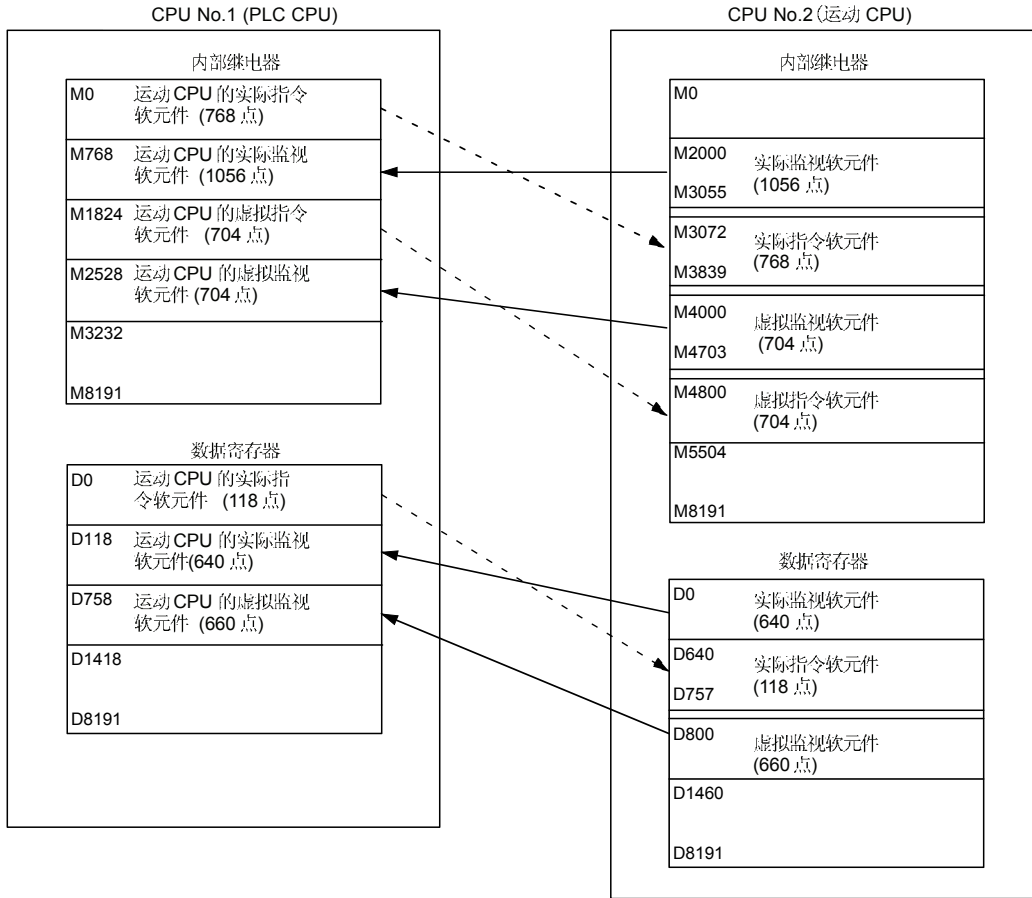 CPU No.1 (PLC CPU)
内部继电器
M0 运动 CPU 的实际指令
软元件 (768 点)
M768 运动 CPU 的实际监视
软元件 (1056 点)
M1824 运动 CPU 的虚拟指令
软元件 (704 点)
M2528 运动 CPU 的虚拟监视
软元件 (704 点)
M3232
M8191
数据寄存器
D0 运动 CPU 的实际指
令软元件 (118 点)
D118 运动 CPU 的实际监视
软元件(640 点)
D758 运动 CPU 的虚拟监视
软元件 (660 点)
D1418
D8191
CPU No.2(运动 CPU)
内部继电器
M0
M2000 实际监视软元件
(1056 点)
M3055
M3072 实际指令软元件
(768 点)
M3839
M4000 虚拟监视软元件
(704 点)
M4703
M4800 虚拟指令软元件
(704 点)
M5504
M8191
数据寄存器
D0 实际监视软元件
(640 点)
D640 实际指令软元件
(118 点)
D757
D800 虚拟监视软元件
(660 点)
D1460
D8191